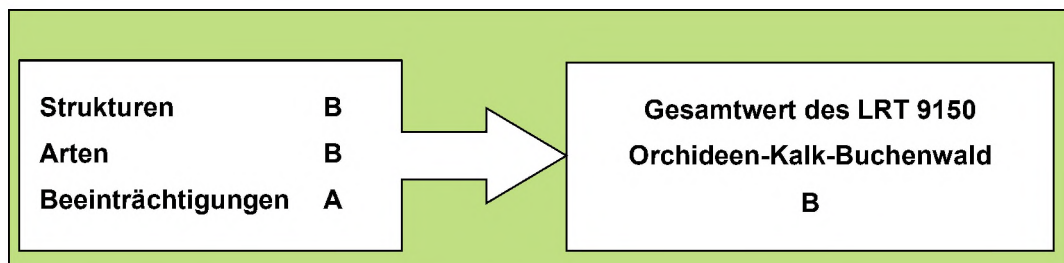 Strukturen B
Arten B
Beeinträchtigungen A
Gesamtwert des LRT 9150
Orchideen-Kalk-Buchenwald
B